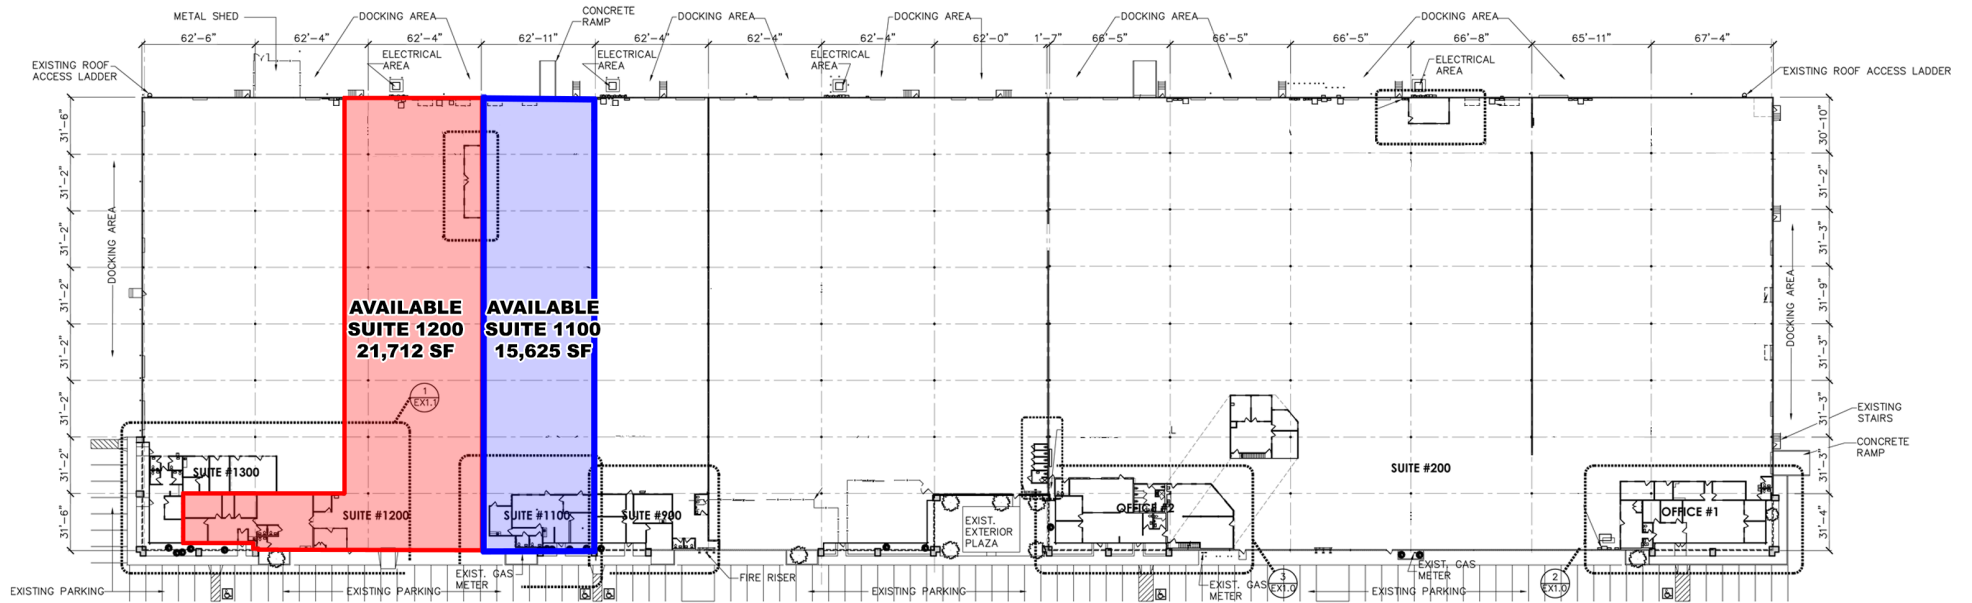 METAL SHED
DOCKING AREA
CONCRETE
RAMP
DOCKING AREA
DOCKING AREA
DOCKING AREA
DOCKING AREA
62'-6"
62'-4"
62'-4"
62'-11"
62'-4"
62'-4"
62'-4"
62'-0"
1'-7"
66'-5"
66'-5"
66'-5"
66'-8"
65'-11"
67'-4"
EXISTING ROOF
ACCESS LADDER
ELECTRICAL
AREA
ELECTRICAL
AREA
ELECTRICAL
AREA
ELECTRICAL
AREA
EXISTING ROOF ACCESS LADDER
31'-6"
31'-2"
31'-2"
31'-2"
31'-2"
31'-2"
31'-2"
31'-6"
DOCKING AREA
AVAILABLE
SUITE 1200
21,712 SF
AVAILABLE
SUITE 1100
15,625 SF
30'-10"
31'-2"
31'-3"
31'-9"
31'-3"
31'-3"
31'-3"
31'-4"
DOCKING AREA
1
EX1.1
EXISTING
STAIRS
CONCRETE
RAMP
SUITE #1300
SUITE #1200
SUITE #1100
SUITE #900
SUITE #200
OFFICE #2
OFFICE #1
EXIST.
EXTERIOR
PLAZA
EXIST. GAS
METER
FIRE RISER
EXIST. GAS
METER
3
EX1.0
EXIST. GAS
METER
2
EX1.0
EXISTING PARKING
EXISTING PARKING
EXISTING PARKING
EXISTING PARKING